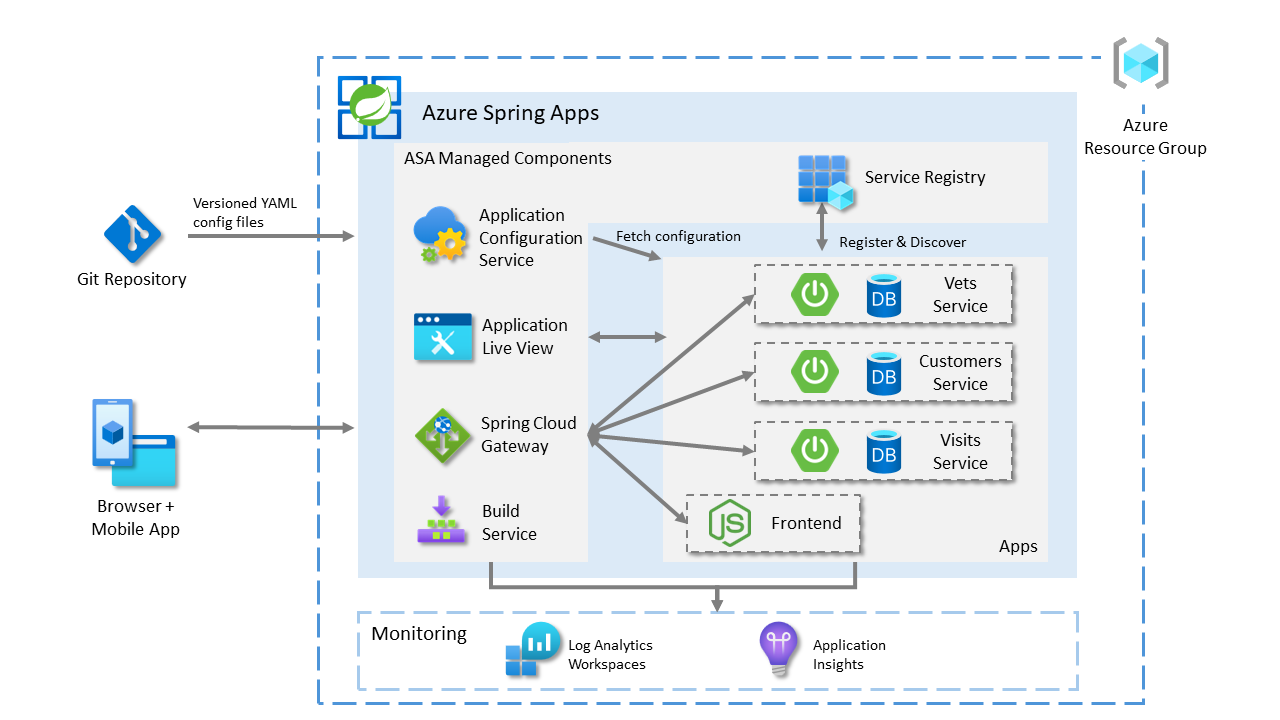 Azure Spring Apps
Azure
Resource Group
ASA Managed Components
Service Registry
Versioned YAML
config files
Git Repository
Application
Configuration
Service
Fetch configuration
Register & Discover
Vets
Service
DB
Application
Live View
Customers
Service
DB
Spring Cloud
Gateway
Visits
Service
DB
Browser +
Mobile App
Build
Service
JS
Frontend
Apps
Monitoring
Log Analytics
Workspaces
Application
Insights